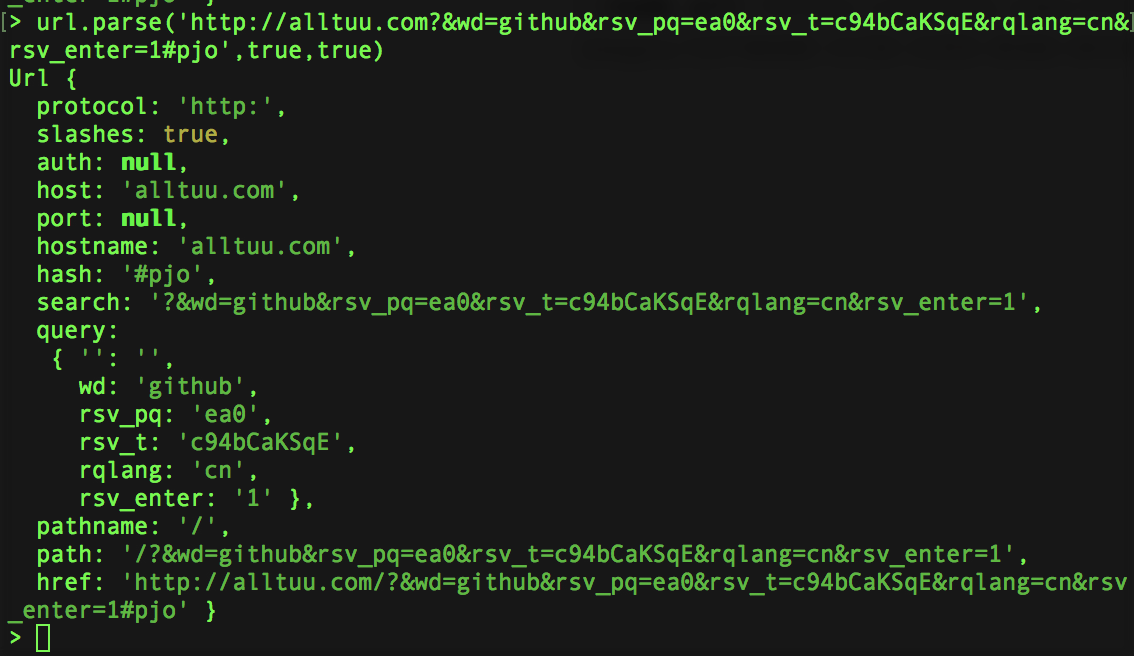 _enter=1#pjo' }
[> url.parse('http://alltuu.com?&wd=github&rsv_pq=ea0&rsv_t=c94bCaKSqE&rqlang=cn&]
rsv_enter=1#pjo',true,true)
Url {
  protocol: 'http:',
  slashes: true,
  auth: null,
  host: 'alltuu.com',
  port: null,
  hostname: 'alltuu.com',
  hash: '#pjo',
  search: '?&wd=github&rsv_pq=ea0&rsv_t=c94bCaKSqE&rqlang=cn&rsv_enter=1',
  query:
   { '': '',
     wd: 'github',
     rsv_pq: 'ea0',
     rsv_t: 'c94bCaKSqE',
     rqlang: 'cn',
     rsv_enter: '1' },
  pathname: '/',
  path: '/?&wd=github&rsv_pq=ea0&rsv_t=c94bCaKSqE&rqlang=cn&rsv_enter=1',
  href: 'http://alltuu.com/?&wd=github&rsv_pq=ea0&rsv_t=c94bCaKSqE&rqlang=cn&rsv
_enter=1#pjo' }
>